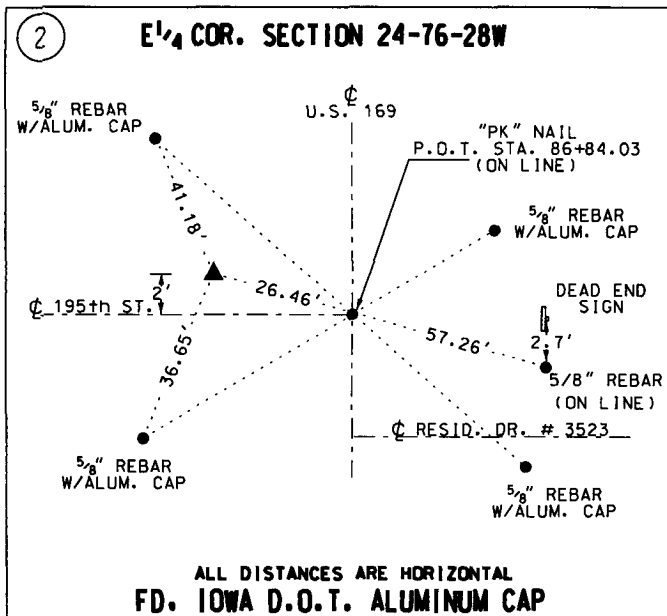 2
E1/4 COR. SECTION 24-76-28W
5/8" REBAR
W/ALUM. CAP
℄
U.S. 169
"PK" NAIL
P.O.T. STA. 86+84.03
(ON LINE)
5/8" REBAR
W/ALUM. CAP
41.18'
2'
26.46'
℄ 195th ST.
DEAD END
SIGN
2.7'
57.26'
36.65'
5/8" REBAR
(ON LINE)
℄ RESID. DR. # 3523
5/8" REBAR
W/ALUM. CAP
5/8" REBAR
W/ALUM. CAP
ALL DISTANCES ARE HORIZONTAL
FD. IOWA D.O.T. ALUMINUM CAP